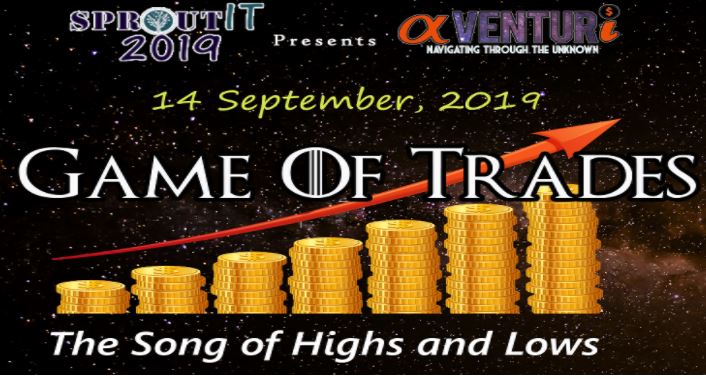 SPROUTIT
2019
Presents
αVENTURi
NAVIGATING THROUGH THE UNKNOWN
14 September, 2019
GAME OF TRADES
The Song of Highs and Lows